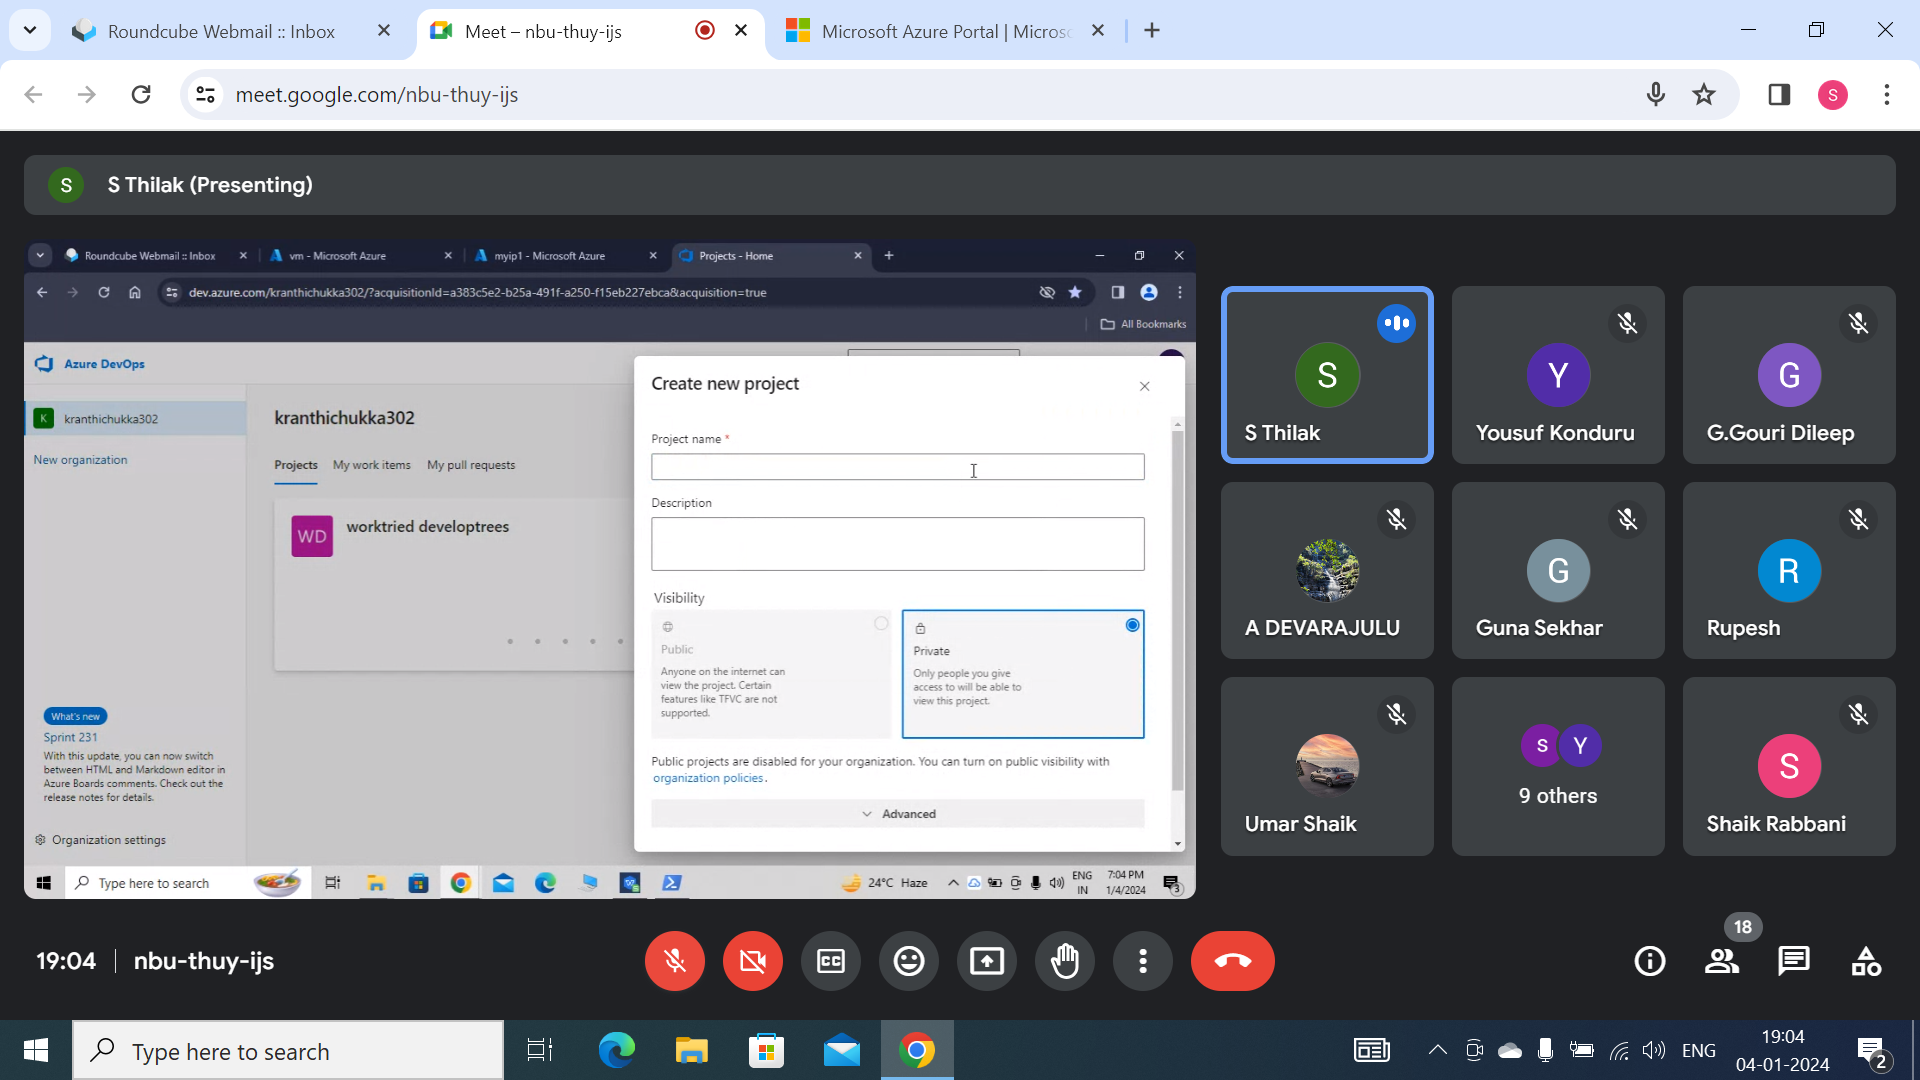 Roundcube Webmail :: Inbox
Meet – nbu-thuy-ijs
Microsoft Azure Portal | Micros
meet.google.com/nbu-thuy-ijs
S
S
S Thilak (Presenting)
Roundcube Webmail :: Inbox
vm - Microsoft Azure
myip1 - Microsoft Azure
Projects - Home
dev.azure.com/kranthichukka302/?acquisitionId=a383c5e2-b25a-491f-a250-f15eb227ebca&acquisition=true
All Bookmarks
Azure DevOps
K
kranthichukka302
New organization
kranthichukka302
Projects
My work items
My pull requests
WD
worktried developtrees
What's new
Sprint 231
With this update, you can now switch
between HTML and Markdown editor in
Azure Boards comments. Check out the
release notes for details.
Organization settings
Create new project
Project name *
Description
Visibility
Public
Anyone on the internet can
view the project. Certain
features like TFVC are not
supported.
Private
Only people you give
access to will be able to
view this project.
Public projects are disabled for your organization. You can turn on public visibility with
organization policies.
Advanced
Type here to search
24°C Haze
ENG
IN
7:04 PM
1/4/2024
3
S
S Thilak
Y
Yousuf Konduru
G
G.Gouri Dileep
A DEVARAJULU
G
Guna Sekhar
R
Rupesh
Umar Shaik
s
Y
9 others
S
Shaik Rabbani
19:04
nbu-thuy-ijs
CC
18
Type here to search
ENG
19:04
04-01-2024
2